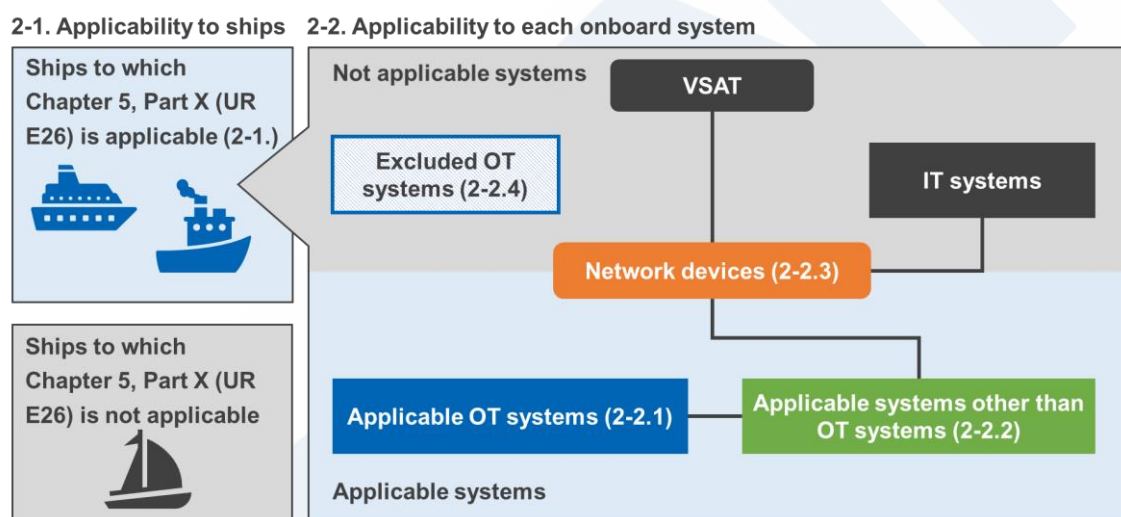 2-1. Applicability to ships
2-2. Applicability to each onboard system
Ships to which
Chapter 5, Part X (UR
E26) is applicable (2-1.)
Not applicable systems
VSAT
Excluded OT
systems (2-2.4)
IT systems
Network devices (2-2.3)
Ships to which
Chapter 5, Part X (UR
E26) is not applicable
Applicable OT systems (2-2.1)
Applicable systems other than
OT systems (2-2.2)
Applicable systems